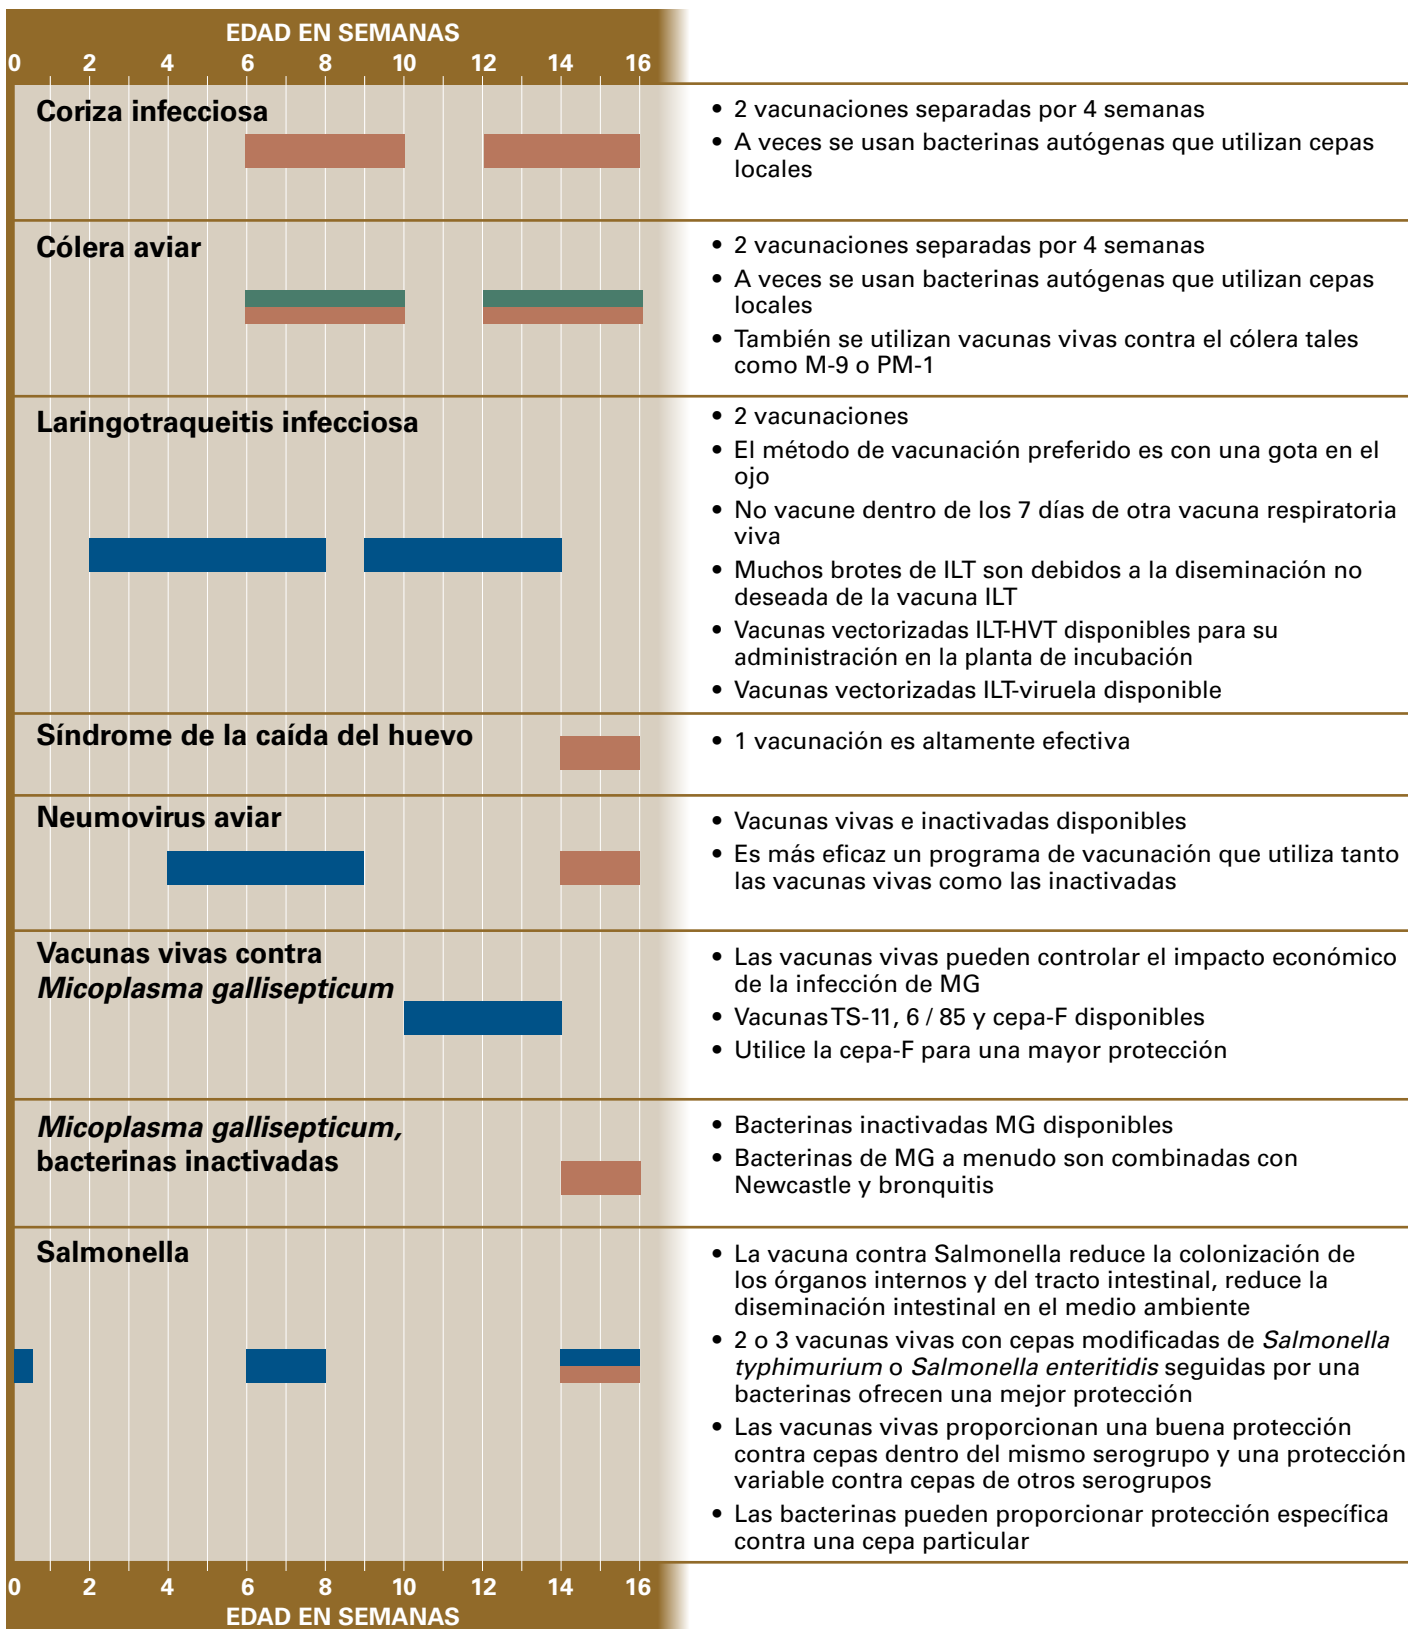 EDAD EN SEMANAS
0 2 4 6 8 10 12 14 16
Coriza infecciosa
• 2 vacunaciones separadas por 4 semanas
• A veces se usan bacterinas autógenas que utilizan cepas
locales
Cólera aviar
• 2 vacunaciones separadas por 4 semanas
• A veces se usan bacterinas autógenas que utilizan cepas
locales
• También se utilizan vacunas vivas contra el cólera tales
como M-9 o PM-1
Laringotraqueitis infecciosa
• 2 vacunaciones
• El método de vacunación preferido es con una gota en el
ojo
• No vacune dentro de los 7 días de otra vacuna respiratoria
viva
• Muchos brotes de ILT son debidos a la diseminación no
deseada de la vacuna ILT
• Vacunas vectorizadas ILT-HVT disponibles para su
administración en la planta de incubación
• Vacunas vectorizadas ILT-viruela disponible
Síndrome de la caída del huevo
• 1 vacunación es altamente efectiva
Neumovirus aviar
• Vacunas vivas e inactivadas disponibles
• Es más eficaz un programa de vacunación que utiliza tanto
las vacunas vivas como las inactivadas
Vacunas vivas contra
Micoplasma gallisepticum
• Las vacunas vivas pueden controlar el impacto económico
de la infección de MG
• Vacunas TS-11, 6 / 85 y cepa-F disponibles
• Utilice la cepa-F para una mayor protección
Micoplasma gallisepticum,
bacterinas inactivadas
• Bacterinas inactivadas MG disponibles
• Bacterinas de MG a menudo son combinadas con
Newcastle y bronquitis
Salmonella
• La vacuna contra Salmonella reduce la colonización de
los órganos internos y del tracto intestinal, reduce la
diseminación intestinal en el medio ambiente
• 2 o 3 vacunas vivas con cepas modificadas de Salmonella
typhimurium o Salmonella enteritidis seguidas por una
bacterinas ofrecen una mejor protección
• Las vacunas vivas proporcionan una buena protección
contra cepas dentro del mismo serogrupo y una protección
variable contra cepas de otros serogrupos
• Las bacterinas pueden proporcionar protección específica
contra una cepa particular
0 2 4 6 8 10 12 14 16
EDAD EN SEMANAS